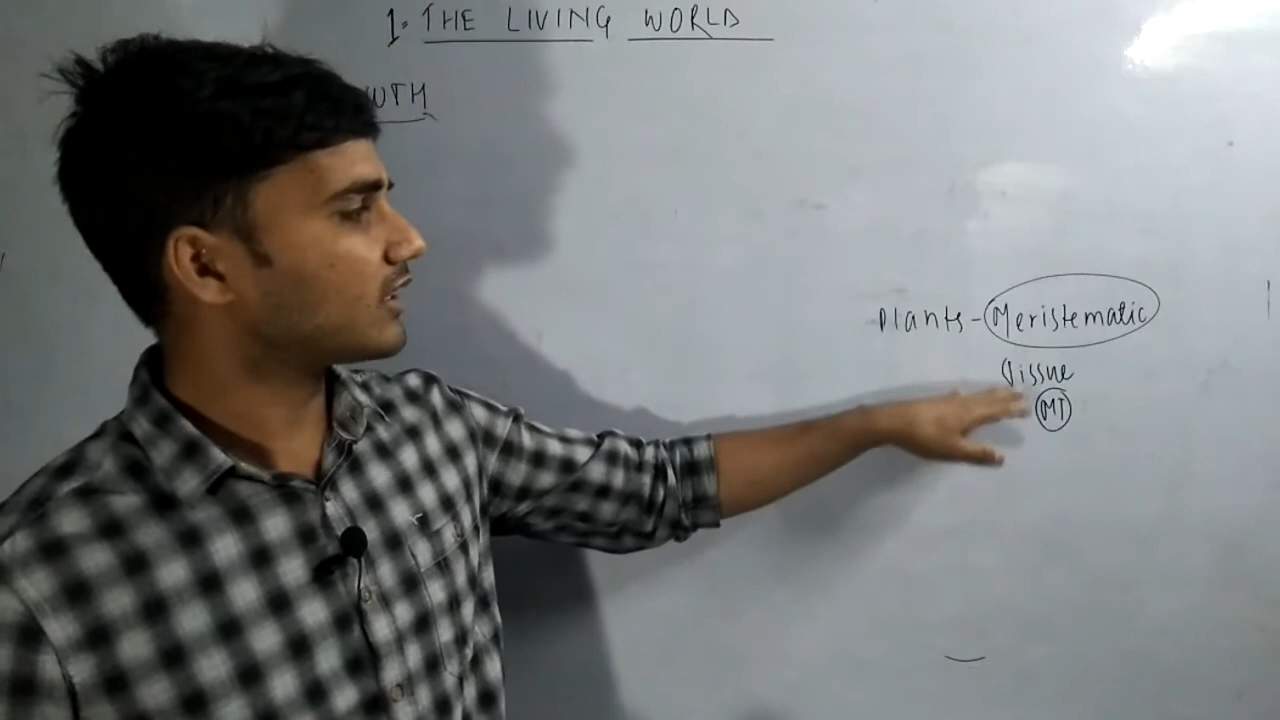 1. THE LIVING WORLD
WTH
Plants - Meristematic
tissue
MT